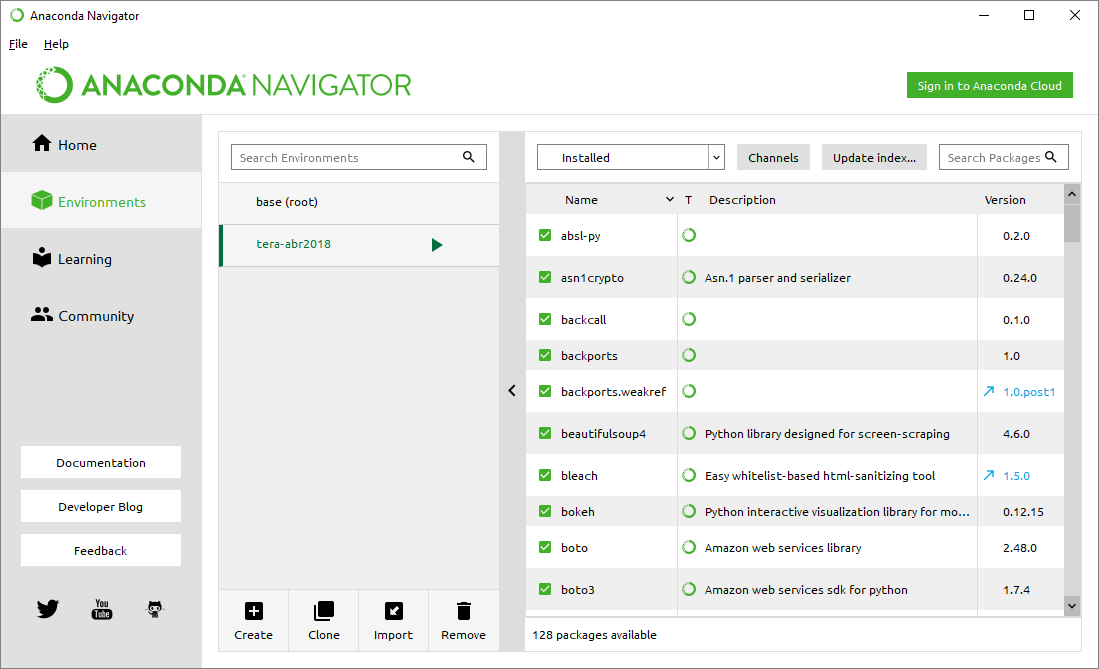 Anaconda Navigator
File Help
ANACONDA NAVIGATOR
Sign in to Anaconda Cloud
Home
Environments
Learning
Community
Documentation
Developer Blog
Feedback
You Tube
Search Environments
base (root)
tera-abr2018
Create Clone Import Remove
Installed Channels Update index... Search Packages
Name T Description Version
absl-py 0.2.0
asn1crypto Asn.1 parser and serializer 0.24.0
backcall 0.1.0
backports 1.0
backports.weakref 1.0.post1
beautifulsoup4 Python library designed for screen-scraping 4.6.0
bleach Easy whitelist-based html-sanitizing tool 1.5.0
bokeh Python interactive visualization library for mo... 0.12.15
boto Amazon web services library 2.48.0
boto3 Amazon web services sdk for python 1.7.4
128 packages available